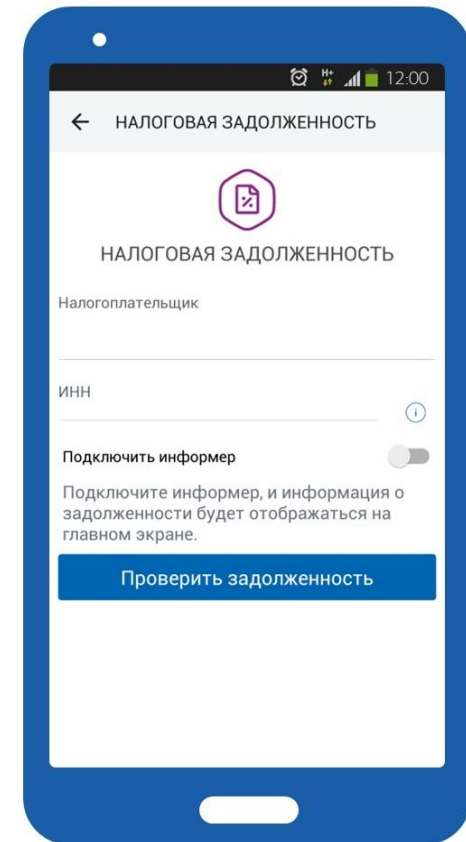 H+ 12:00
← НАЛОГОВАЯ ЗАДОЛЖЕННОСТЬ
НАЛОГОВАЯ ЗАДОЛЖЕННОСТЬ
Налогоплательщик
ИНН
Подключить информер
Подключите информер, и информация о
задолженности будет отображаться на
главном экране.
Проверить задолженность